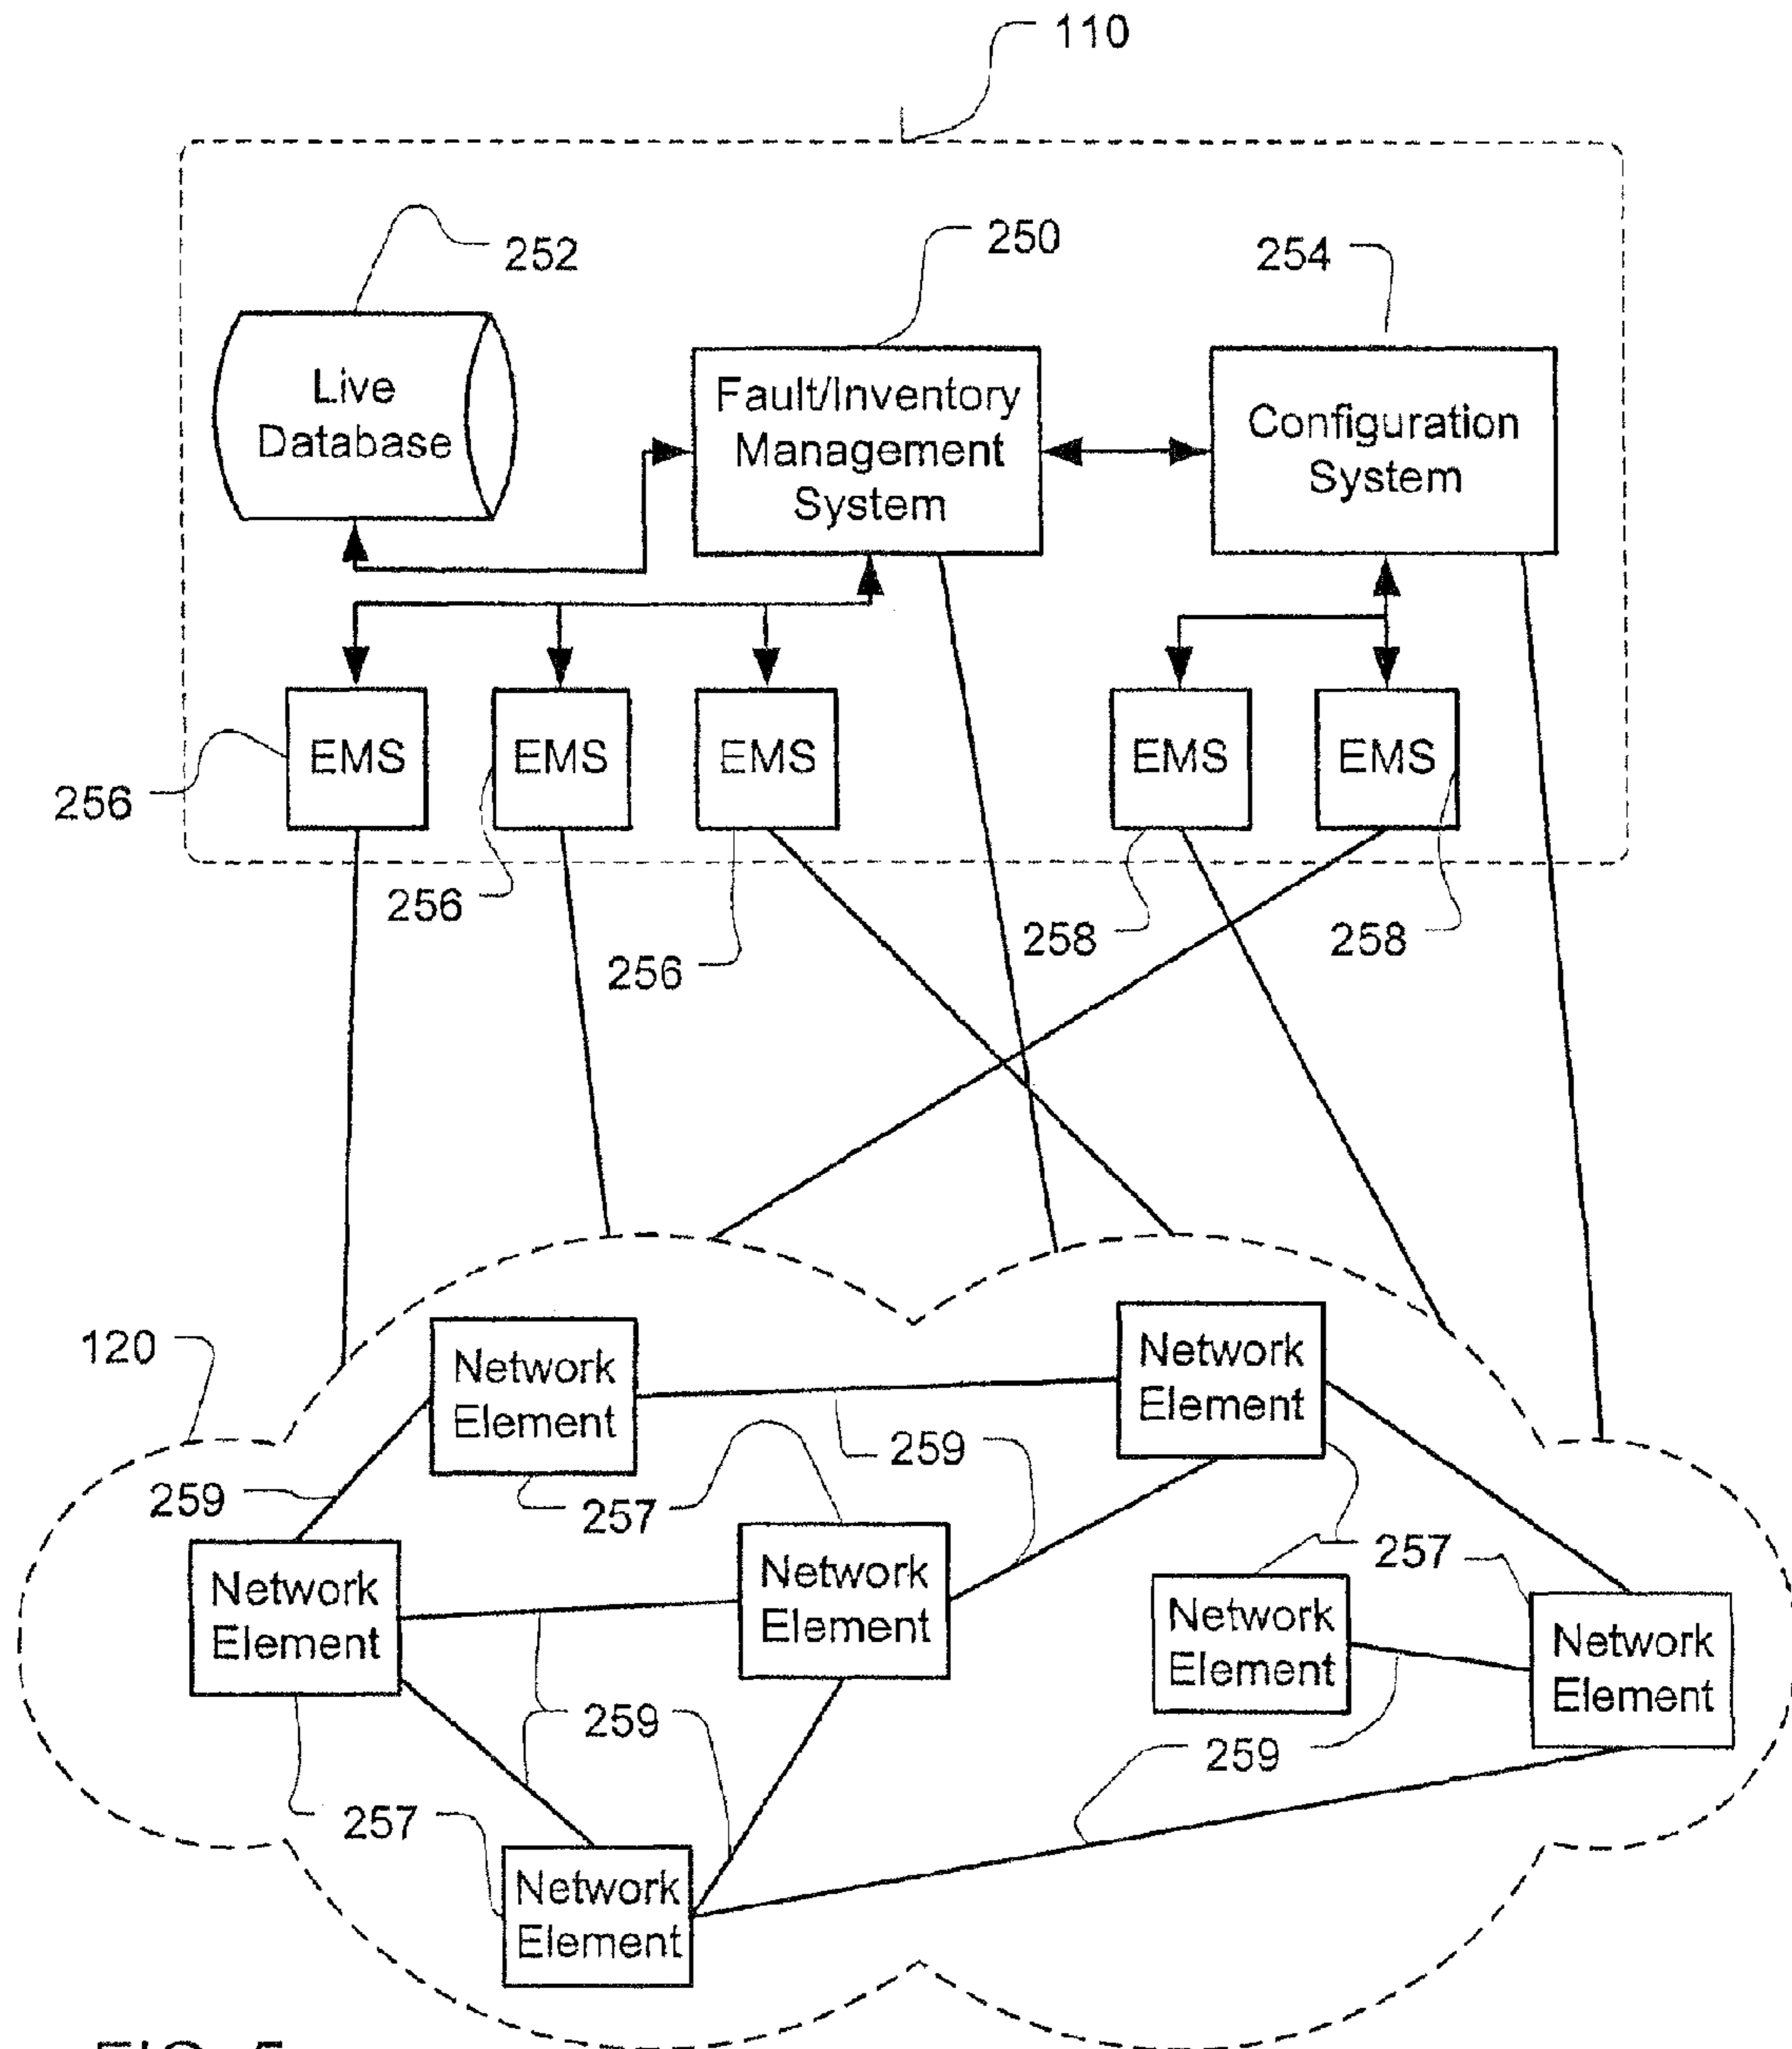 110
252
250
254
Live
Database
Fault/Inventory
Management
System
Configuration
System
EMS
EMS
EMS
EMS
EMS
256
256
256
258
258
120
Network
Element
Network
Element
259
259
257
Network
Element
Network
Element
257
Network
Element
Network
Element
259
259
257
Network
Element